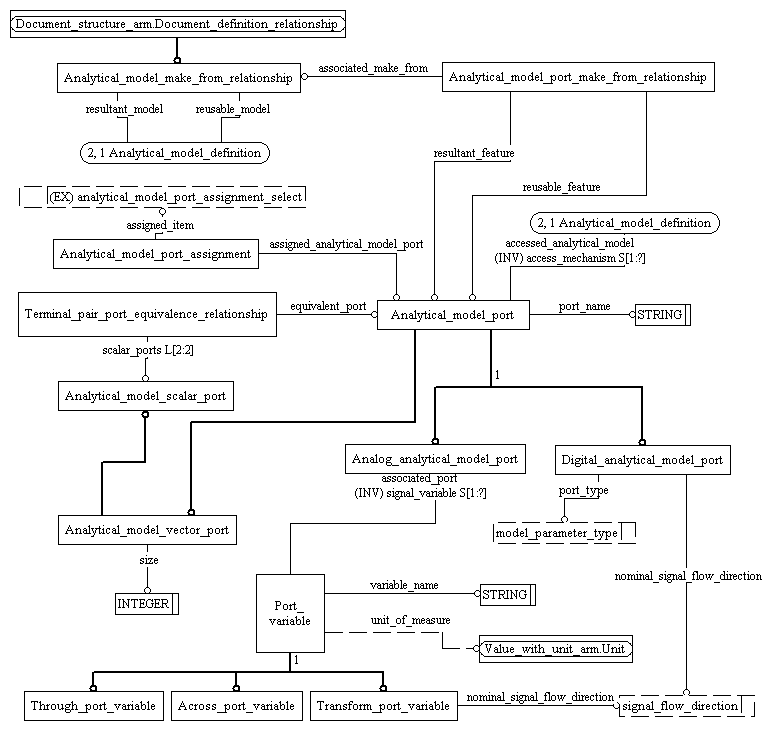 Document_structure_arm.Document_definition_relationship
Analytical_model_make_from_relationship
associated_make_from
Analytical_model_port_make_from_relationship
resultant_model
reusable_model
2, 1 Analytical_model_definition
resultant_feature
reusable_feature
(EX) analytical_model_port_assignment_select
assigned_item
2, 1 Analytical_model_definition
Analytical_model_port_assignment
assigned_analytical_model_port
accessed_analytical_model
(INV) access_mechanism S[1:?]
Terminal_pair_port_equivalence_relationship
equivalent_port
Analytical_model_port
port_name
STRING
scalar_ports L[2:2]
1
Analytical_model_scalar_port
Analog_analytical_model_port
Digital_analytical_model_port
associated_port
(INV) signal_variable S[1:?]
port_type
Analytical_model_vector_port
model_parameter_type
size
INTEGER
nominal_signal_flow_direction
Port_
variable
variable_name
STRING
unit_of_measure
Value_with_unit_arm.Unit
1
Through_port_variable
Across_port_variable
Transform_port_variable
nominal_signal_flow_direction
signal_flow_direction